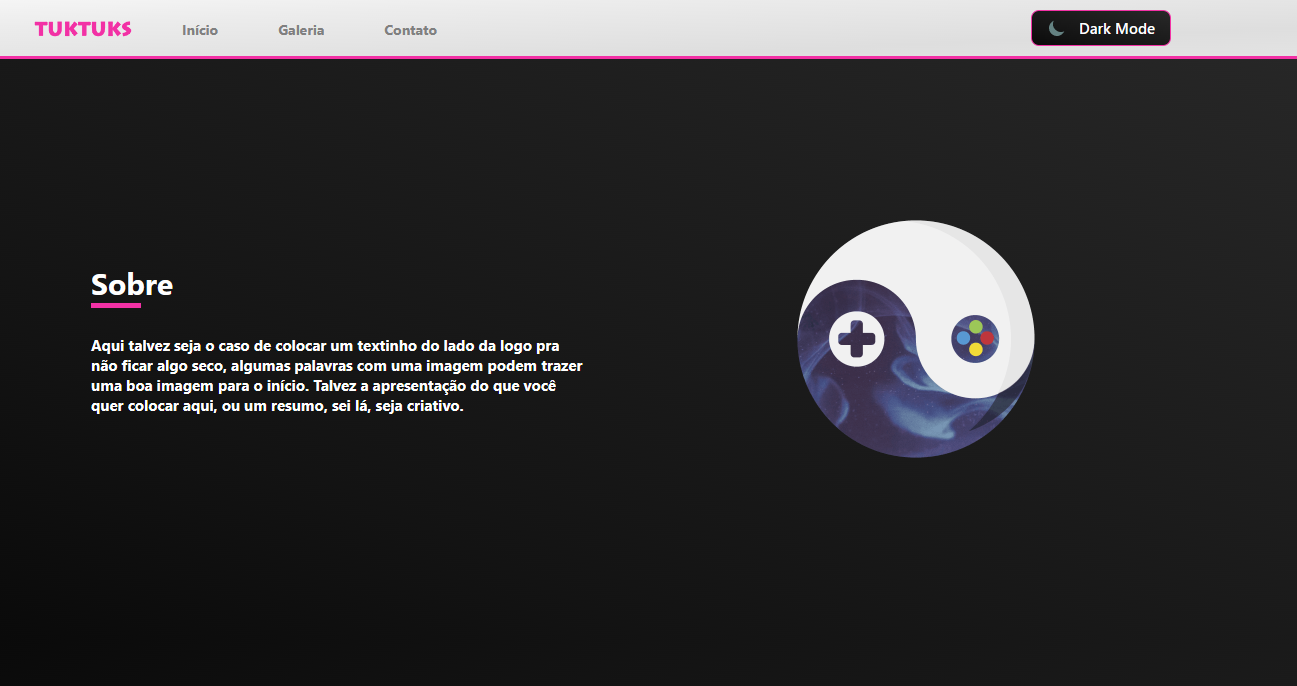 TUKTUKS
Início
Galeria
Contato
Dark Mode
Sobre
Aqui talvez seja o caso de colocar um textinho do lado da logo pra
não ficar algo seco, algumas palavras com uma imagem podem trazer
uma boa imagem para o início. Talvez a apresentação do que você
quer colocar aqui, ou um resumo, sei lá, seja criativo.